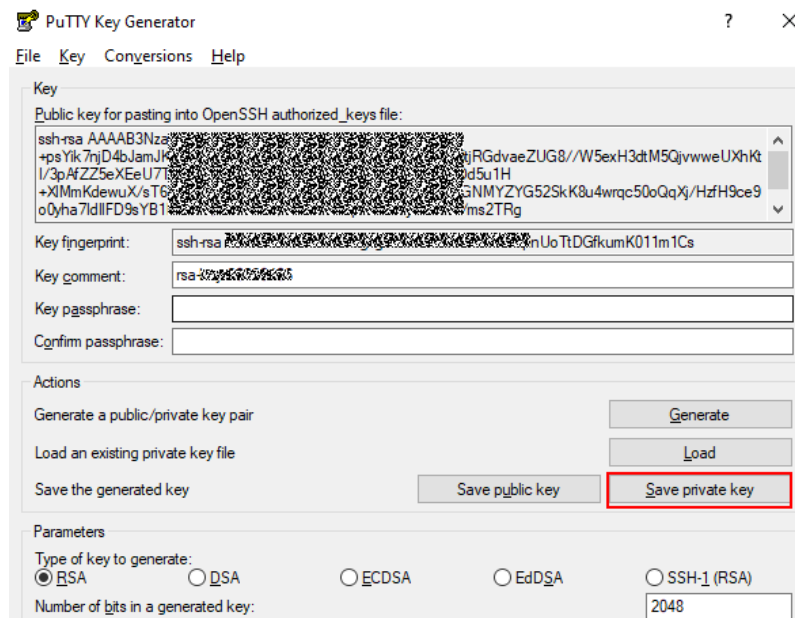 PuTTY Key Generator ?
File Key Conversions Help
Key
Public key for pasting into OpenSSH authorized_keys file:
ssh-rsa AAAAB3Nza
+psYik7njD4bJamJK tjRGdvaeZUG8//W5exH3dtM5QjvwweUXhKt
I/3pAfZZ5eXEeU7T Jd5u1H
+XlMmKdewuX/sT6 GNMYZYG52SkK8u4wrqc50oQqXj/HzfH9ce9
o0yha7ldlIFD9sYB1 /ms2TRg
Key fingerprint: ssh-rsa nUoTtDGfkumK011m1Cs
Key comment: rsa-
Key passphrase:
Confirm passphrase:
Actions
Generate a public/private key pair Generate
Load an existing private key file Load
Save the generated key Save public key Save private key
Parameters
Type of key to generate:
RSA DSA ECDSA EdDSA SSH-1 (RSA)
Number of bits in a generated key: 2048